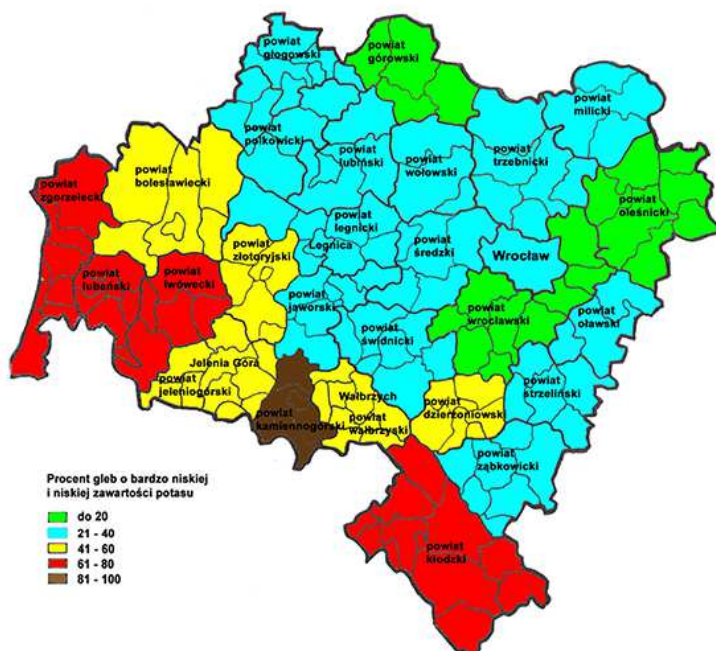 powiat
głogowski
powiat
górowski
powiat
milicki
powiat
polkowicki
powiat
lubiński
powiat
wołowski
powiat
trzebnicki
powiat
bolesławiecki
powiat
zgorzelecki
powiat
oleśnicki
powiat
legnicki
Legnica
powiat
złotoryjski
powiat
średzki
Wrocław
powiat
lubański
powiat
lwówecki
powiat
jaworski
powiat
wrocławski
powiat
oławski
powiat
świdnicki
Jelenia Góra
powiat
jeleniogórski
Wałbrzych
powiat
wałbrzyski
powiat
dzierżoniowski
powiat
strzeliński
powiat
kamiennogórski
powiat
ząbkowicki
powiat
kłodzki
Procent gleb o bardzo niskiej
i niskiej zawartości potasu
do 20
21 - 40
41 - 60
61 - 80
81 - 100